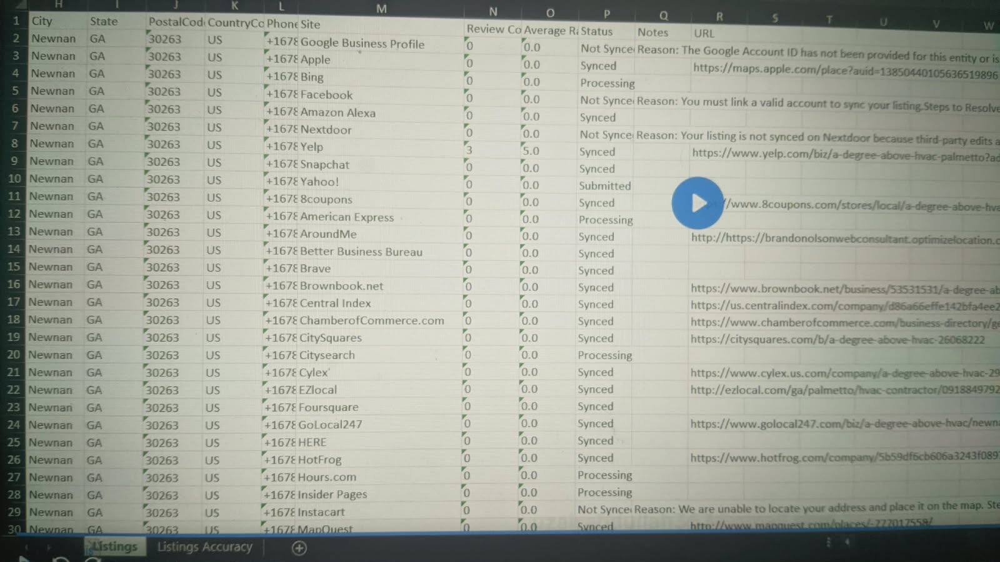 H I J K L M N O P Q R S T U V W
1 City State PostalCod CountryCo Phone Site Review Co Average Ra Status Notes URL
2 Newnan GA 30263 US +1678 Google Business Profile 0 0.0 Not Synce Reason: The Google Account ID has not been provided for this entity or is
3 Newnan GA 30263 US +1678 Apple 0 0.0 Synced https://maps.apple.com/place?auid=13850440105636519896
4 Newnan GA 30263 US +1678 Bing 0 0.0 Processing
5 Newnan GA 30263 US +1678 Facebook 0 0.0 Not Synce Reason: You must link a valid account to sync your listing.Steps to Resolve
6 Newnan GA 30263 US +1678 Amazon Alexa 0 0.0 Synced
7 Newnan GA 30263 US +1678 Nextdoor 0 0.0 Not Synce Reason: Your listing is not synced on Nextdoor because third-party edits a
8 Newnan GA 30263 US +1678 Yelp 3 5.0 Synced https://www.yelp.com/biz/a-degree-above-hvac-palmetto?ad
9 Newnan GA 30263 US +1678 Snapchat 0 0.0 Synced
10 Newnan GA 30263 US +1678 Yahoo! 0 0.0 Submitted
11 Newnan GA 30263 US +1678 8coupons 0 0.0 Synced //www.8coupons.com/stores/local/a-degree-above-hva
12 Newnan GA 30263 US +1678 American Express 0 0.0 Processing
13 Newnan GA 30263 US +1678 AroundMe 0 0.0 Synced http://https://brandonolsonwebconsultant.optimizelocation.c
14 Newnan GA 30263 US +1678 Better Business Bureau 0 0.0 Synced
15 Newnan GA 30263 US +1678 Brave 0 0.0 Synced
16 Newnan GA 30263 US +1678 Brownbook.net 0 0.0 Synced https://www.brownbook.net/business/53531531/a-degree-ab
17 Newnan GA 30263 US +1678 Central Index 0 0.0 Synced https://us.centralindex.com/company/d86a66effe142bfa4ee2
18 Newnan GA 30263 US +1678 ChamberofCommerce.com 0 0.0 Synced https://www.chamberofcommerce.com/business-directory/ge
19 Newnan GA 30263 US +1678 CitySquares 0 0.0 Synced https://citysquares.com/b/a-degree-above-hvac-26068222
20 Newnan GA 30263 US +1678 Citysearch 0 0.0 Processing
21 Newnan GA 30263 US +1678 Cylex 0 0.0 Synced https://www.cylex.us.com/company/a-degree-above-hvac-29
22 Newnan GA 30263 US +1678 EZlocal 0 0.0 Synced http://ezlocal.com/ga/palmetto/hvac-contractor/0918849792
23 Newnan GA 30263 US +1678 Foursquare 0 0.0 Synced
24 Newnan GA 30263 US +1678 GoLocal247 0 0.0 Synced https://www.golocal247.com/biz/a-degree-above-hvac/newna
25 Newnan GA 30263 US +1678 HERE 0 0.0 Synced
26 Newnan GA 30263 US +1678 HotFrog 0 0.0 Synced https://www.hotfrog.com/company/5b59df6cb606a3243f0897
27 Newnan GA 30263 US +1678 Hours.com 0 0.0 Processing
28 Newnan GA 30263 US +1678 Insider Pages 0 0.0 Processing
29 Newnan GA 30263 US +1678 Instacart 0 0.0 Not Synce Reason: We are unable to locate your address and place it on the map. Ste
30 Newnan GA 30263 US +1678 MapQuest 0 0.0 Synced http://www.mapquest.com/places/-277017559/
Listings Listings Accuracy